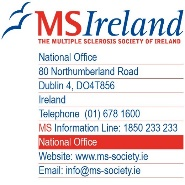 MSIreland
THE MULTIPLE SCLEROSIS SOCIETY OF IRELAND
National Office
80 Northumberland Road
Dublin 4, DO4T856
Ireland
Telephone (01) 678 1600
MS Information Line: 1850 233 233
National Office
Website: www.ms-society.ie
Email: info@ms-society.ie